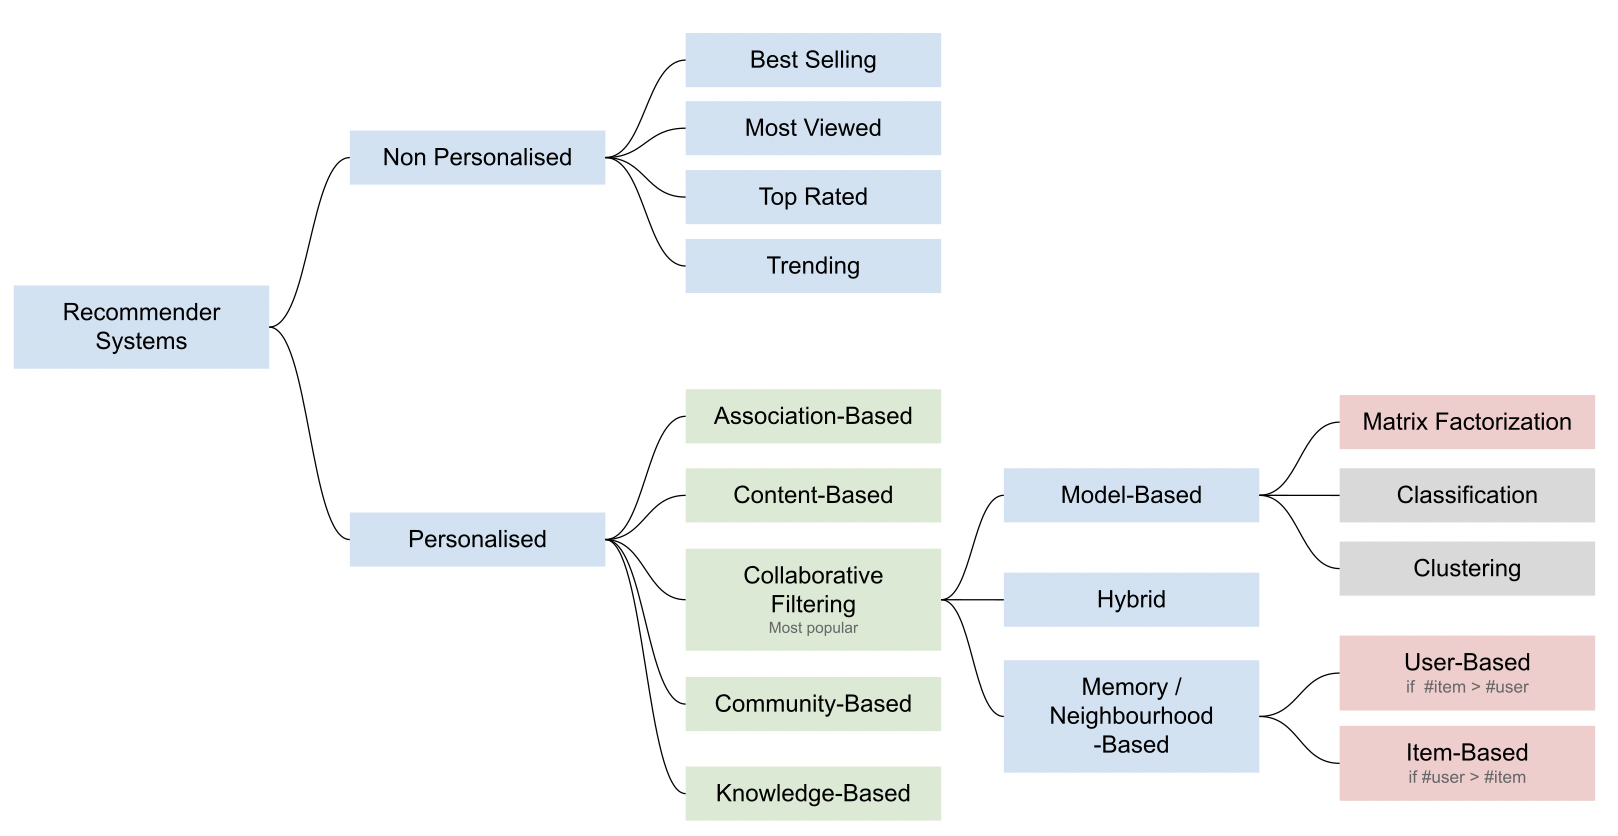 Recommender
Systems
Non Personalised
Best Selling
Most Viewed
Top Rated
Trending
Personalised
Association-Based
Content-Based
Collaborative
Filtering
Most popular
Community-Based
Knowledge-Based
Model-Based
Hybrid
Memory /
Neighbourhood
-Based
Matrix Factorization
Classification
Clustering
User-Based
if #item > #user
Item-Based
if #user > #item